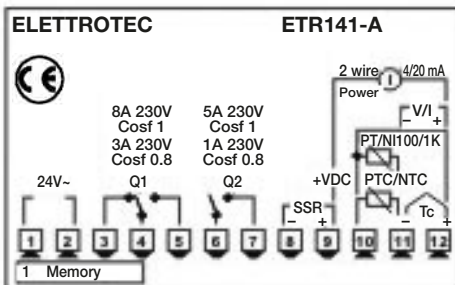 ELETTROTEC ETR141-A
CE
2 wire 4/20 mA
I
Power
V/I
– +
8A 230V 5A 230V
Cosf 1 Cosf 1
3A 230V 1A 230V
Cosf 0.8 Cosf 0.8
PT/NI100/1K
24V~ Q1 Q2 +VDC PTC/NTC
SSR Tc
– + – +
1 2 3 4 5 6 7 8 9 10 11 12
1 Memory